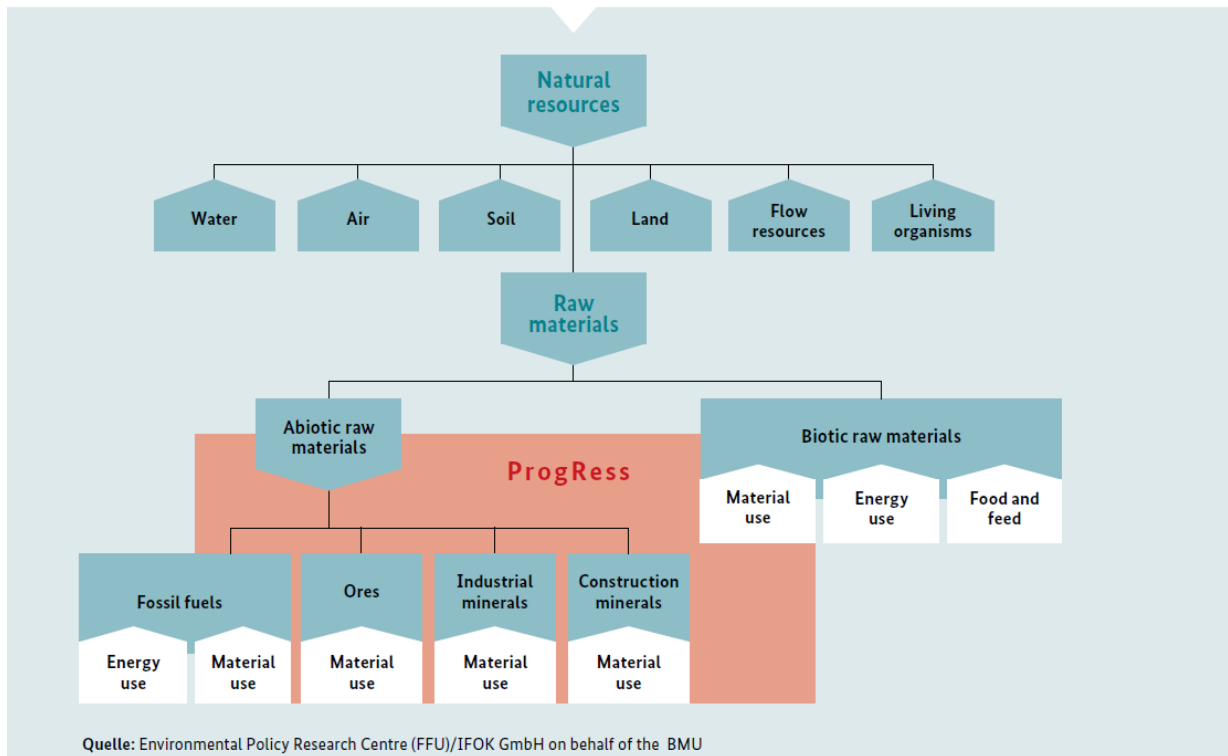 Natural
resources
Water
Air
Soil
Land
Flow
resources
Living
organisms
Raw
materials
Abiotic raw
materials
Biotic raw materials
ProgRess
Material
use
Energy
use
Food and
feed
Fossil fuels
Ores
Industrial
minerals
Construction
minerals
Energy
use
Material
use
Material
use
Material
use
Material
use
Quelle: Environmental Policy Research Centre (FFU)/IFOK GmbH on behalf of the BMU